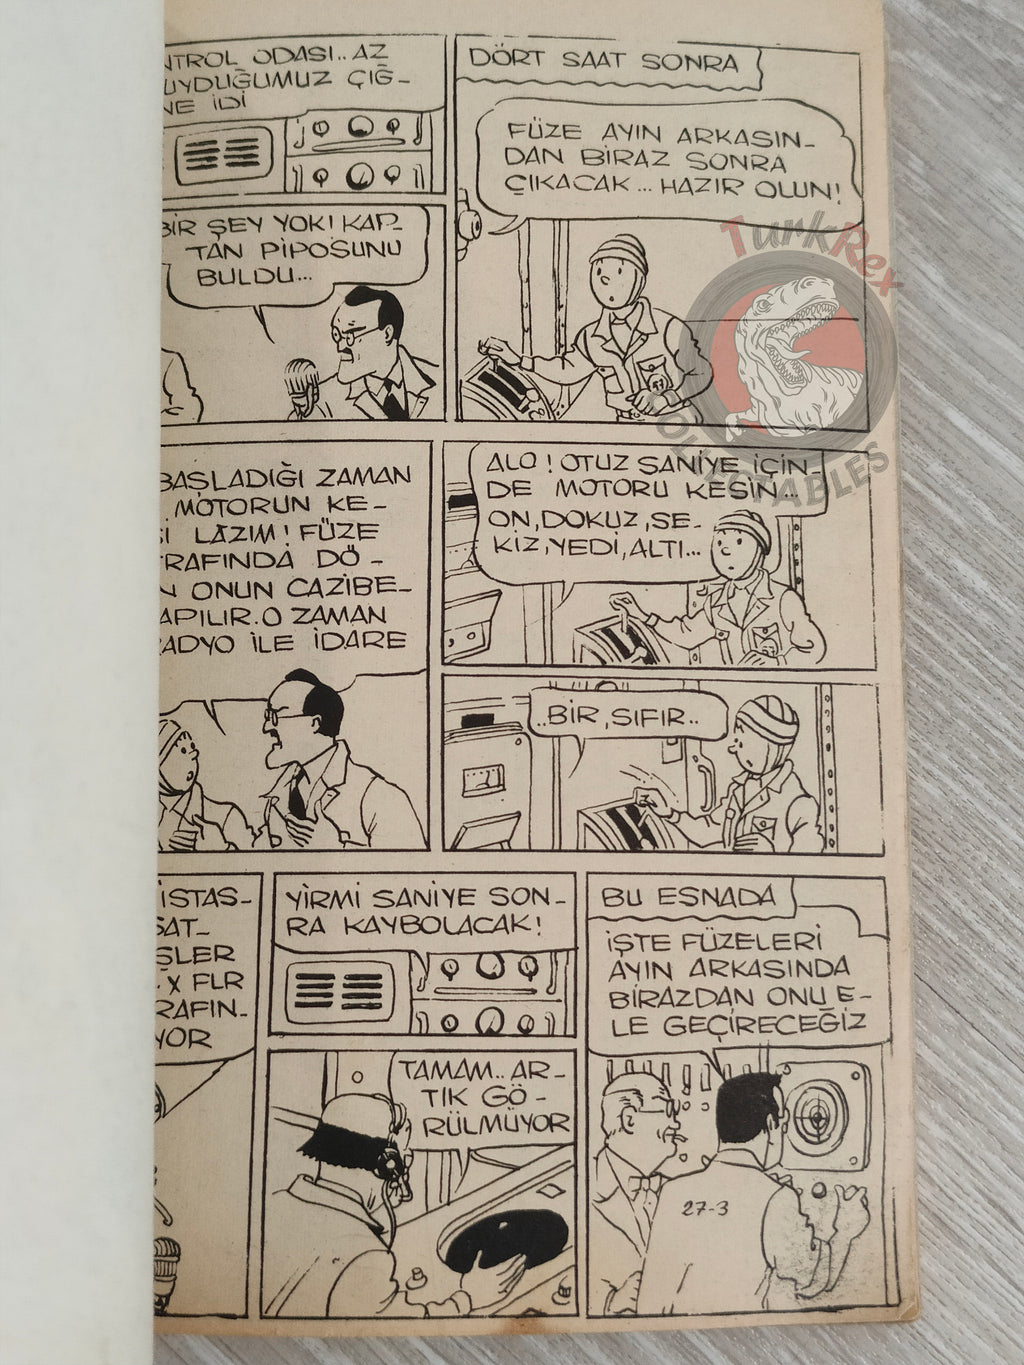 NTROL ODASI.. AZ
UYDUĞUMUZ ÇIĞ-
NE İDİ
BİR ŞEY YOK! KAP-
TAN PİPOSUNU
BULDU...
DÖRT SAAT SONRA
FÜZE AYIN ARKASIN-
DAN BİRAZ SONRA
ÇIKACAK... HAZIR OLUN!
TurkRex
COLLECTABLES
BAŞLADIĞI ZAMAN
MOTORUN KE-
İ LAZIM! FÜZE
TRAFINDA DÖ-
N ONUN CAZİBE-
APILIR. O ZAMAN
ADYO İLE İDARE
ALO! OTUZ SANİYE İÇİN-
DE MOTORU KESİN...
ON, DOKUZ, SE-
KİZ, YEDİ, ALTI...
..BİR, SIFIR..
İSTAS-
SAT-
ŞLER
X FLR
RAFIN-
YOR
YİRMİ SANİYE SON-
RA KAYBOLACAK!
TAMAM.. AR-
TIK GÖ-
RÜLMÜYOR
BU ESNADA
İŞTE FÜZELERİ
AYIN ARKASINDA
BİRAZDAN ONU E-
LE GEÇİRECEĞİZ
27-3